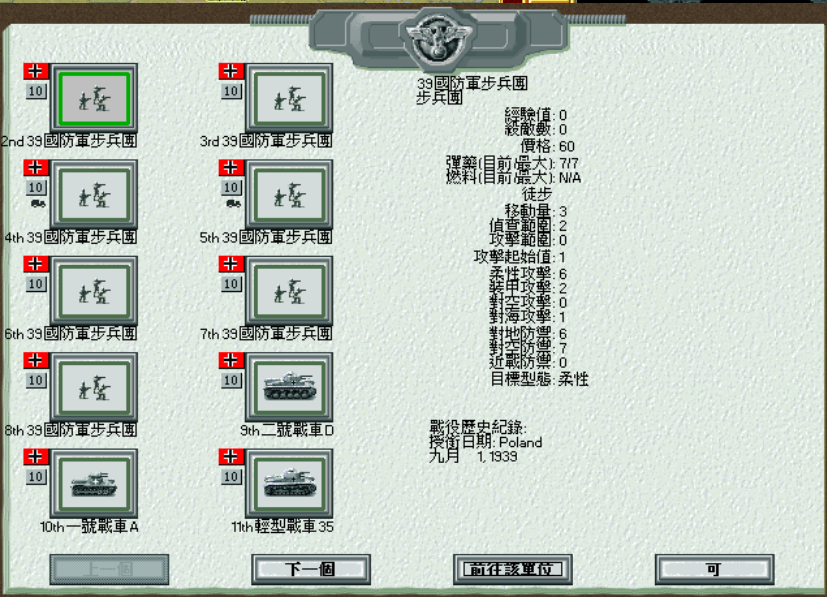 10
10
2nd 39國防軍步兵團
3rd 39國防軍步兵團
10
10
4th 39國防軍步兵團
5th 39國防軍步兵團
10
10
6th 39國防軍步兵團
7th 39國防軍步兵團
10
10
8th 39國防軍步兵團
9th二號戰車D
10
10
10th一號戰車A
11th輕型戰車35
39國防軍步兵團
步兵團
經驗值:0
殺敵數:0
價格:60
彈藥(目前/最大):7/7
燃料(目前/最大):N/A
徒步
移動量:3
偵查範圍:2
攻擊範圍:0
攻擊起始值:1
柔性攻擊:6
裝甲攻擊:2
對空攻擊:0
對海攻擊:1
對地防禦:6
對空防禦:7
近戰防禦:0
目標型態:柔性
戰役歷史紀錄:
授銜日期:Poland
九月 1,1939
上一個
下一個
前往該單位
可